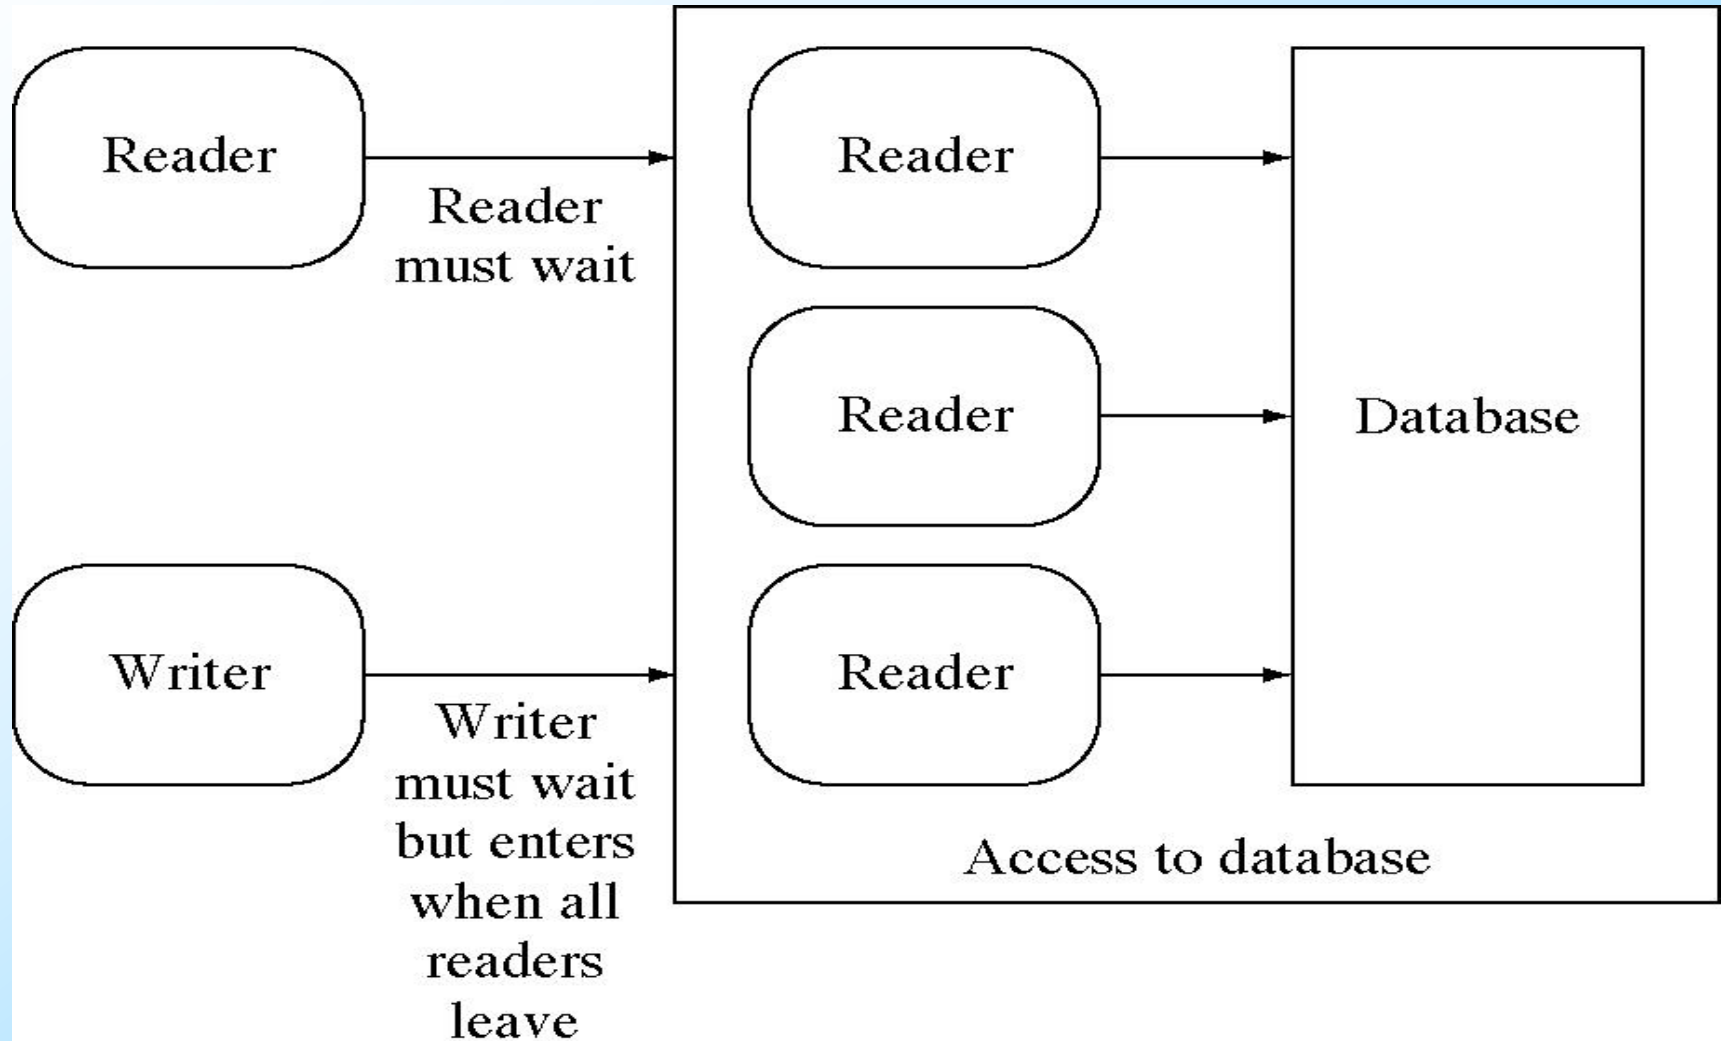 Reader
Reader
must wait
Writer
Writer
must wait
but enters
when all
readers
leave
Reader
Reader
Reader
Database
Access to database